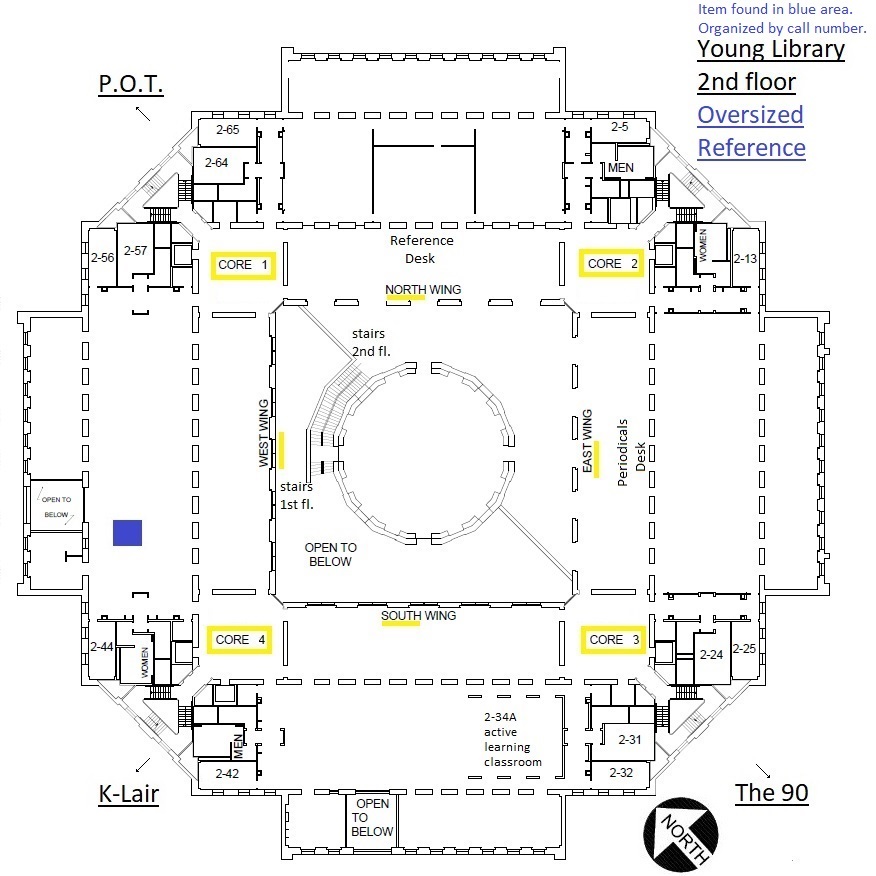 Item found in blue area.
Organized by call number.
Young Library
2nd floor
Oversized
Reference
P.O.T.
2-65
2-64
2-5
MEN
2-56
2-57
WOMEN
2-13
CORE 1
Reference
Desk
CORE 2
NORTH WING
stairs
2nd fl.
WEST WING
EAST WING
Periodicals
Desk
stairs
1st fl.
OPEN TO
BELOW
OPEN TO
BELOW
SOUTH WING
CORE 4
CORE 3
2-44
WOMEN
2-24
2-25
MEN
2-42
2-34A
active
learning
classroom
2-31
2-32
K-Lair
OPEN
TO
BELOW
The 90
NORTH